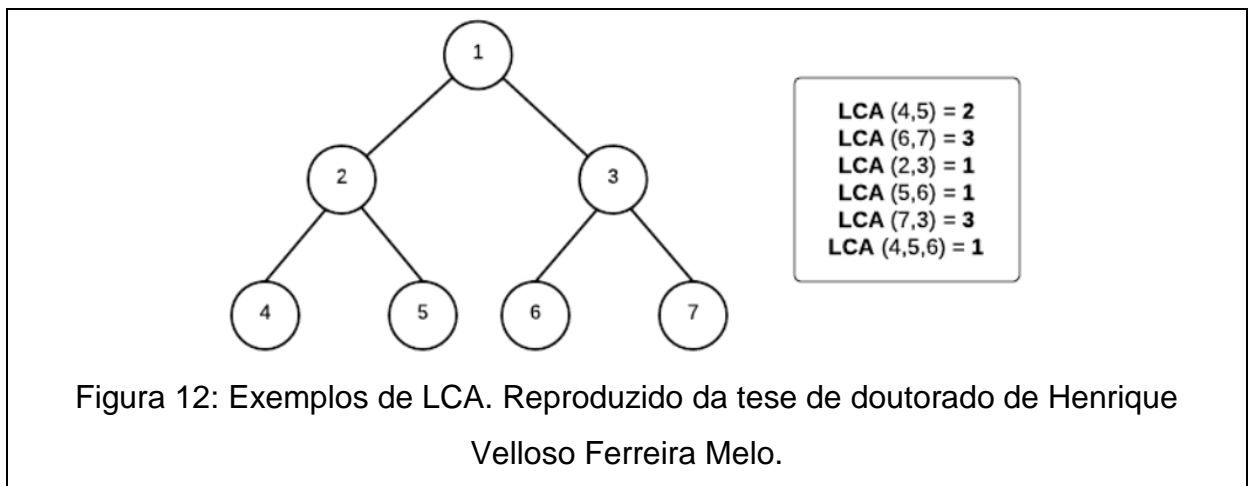 1
2
3
4
5
6
7
LCA (4,5) = 2
LCA (6,7) = 3
LCA (2,3) = 1
LCA (5,6) = 1
LCA (7,3) = 3
LCA (4,5,6) = 1
Figura 12: Exemplos de LCA. Reproduzido da tese de doutorado de Henrique
Velloso Ferreira Melo.